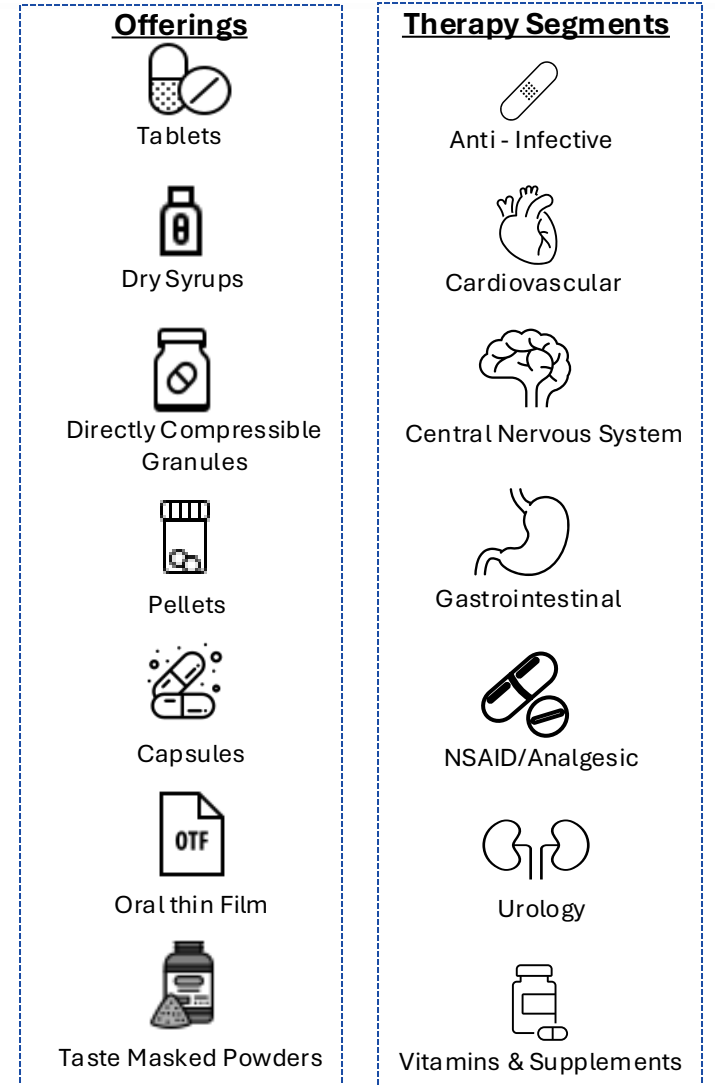 Offerings
Tablets
Dry Syrups
Directly Compressible
Granules
Pellets
Capsules
OTF
Oral thin Film
Taste Masked Powders
Therapy Segments
Anti - Infective
Cardiovascular
Central Nervous System
Gastrointestinal
NSAID/Analgesic
Urology
Vitamins & Supplements